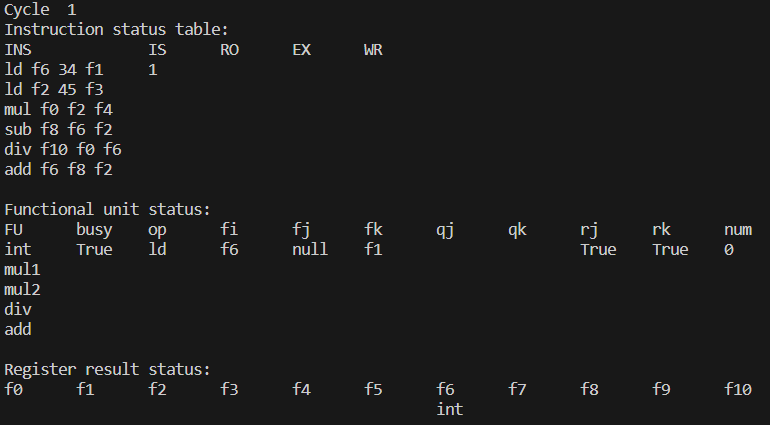 Cycle  1
Instruction status table:
INS             IS      RO      EX      WR
ld f6 34 f1     1
ld f2 45 f3
mul f0 f2 f4
sub f8 f6 f2
div f10 f0 f6
add f6 f8 f2
Functional unit status:
FU      busy    op      fi      fj      fk      qj      qk      rj      rk      num
int     True    ld      f6      null    f1                      True    True    0
mul1
mul2
div
add
Register result status:
f0      f1      f2      f3      f4      f5      f6      f7      f8      f9      f10
                                                int